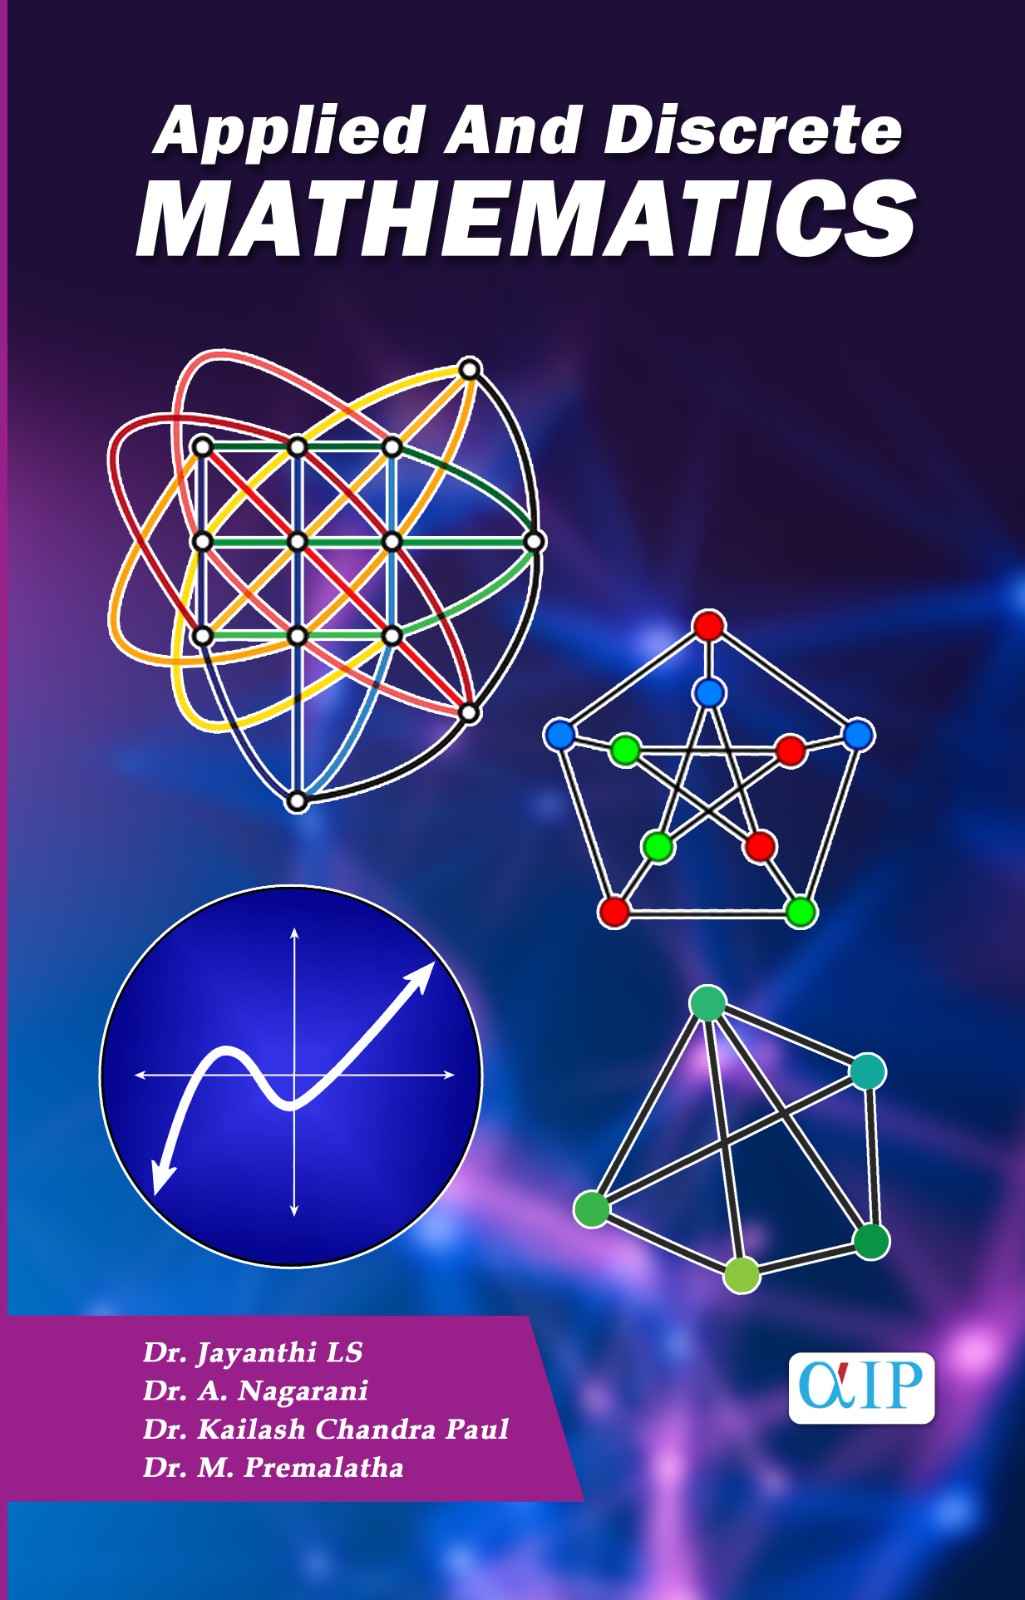 Applied And Discrete
MATHEMATICS
Dr. Jayanthi LS
Dr. A. Nagarani
Dr. Kailash Chandra Paul
Dr. M. Premalatha
αIP